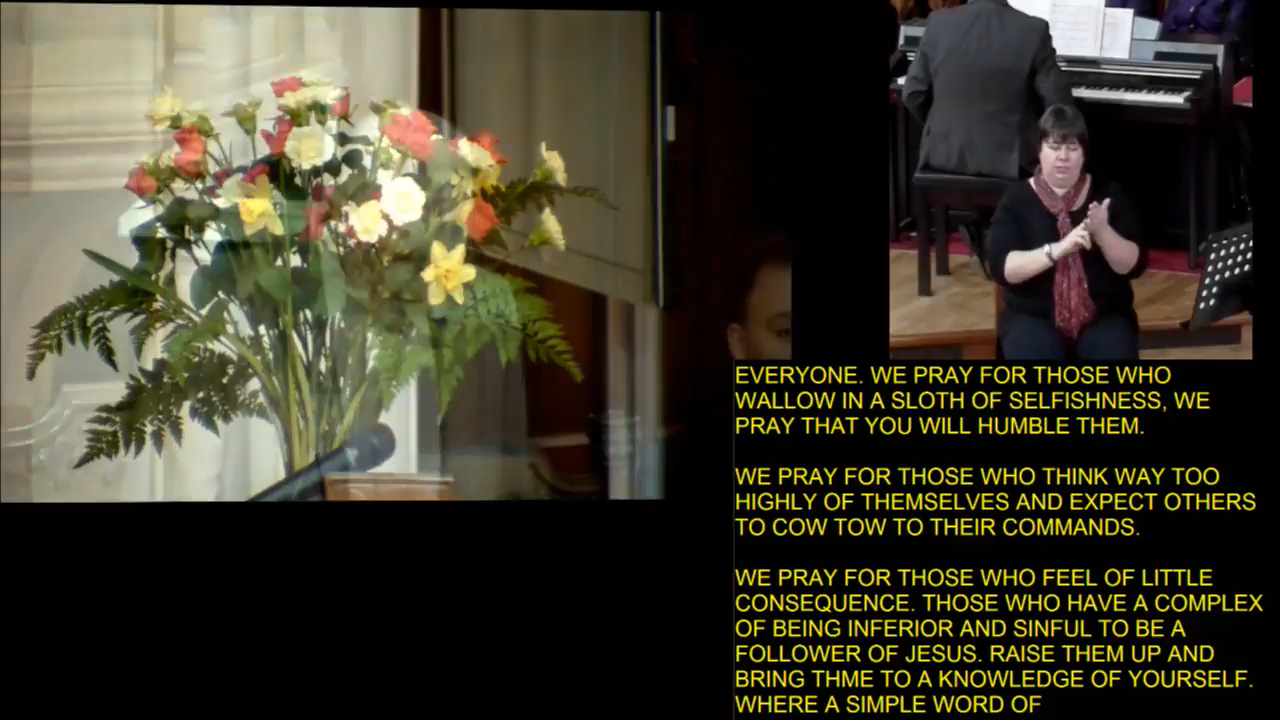 EVERYONE. WE PRAY FOR THOSE WHO
WALLOW IN A SLOTH OF SELFISHNESS, WE
PRAY THAT YOU WILL HUMBLE THEM.
WE PRAY FOR THOSE WHO THINK WAY TOO
HIGHLY OF THEMSELVES AND EXPECT OTHERS
TO COW TOW TO THEIR COMMANDS.
WE PRAY FOR THOSE WHO FEEL OF LITTLE
CONSEQUENCE. THOSE WHO HAVE A COMPLEX
OF BEING INFERIOR AND SINFUL TO BE A
FOLLOWER OF JESUS. RAISE THEM UP AND
BRING THME TO A KNOWLEDGE OF YOURSELF.
WHERE A SIMPLE WORD OF